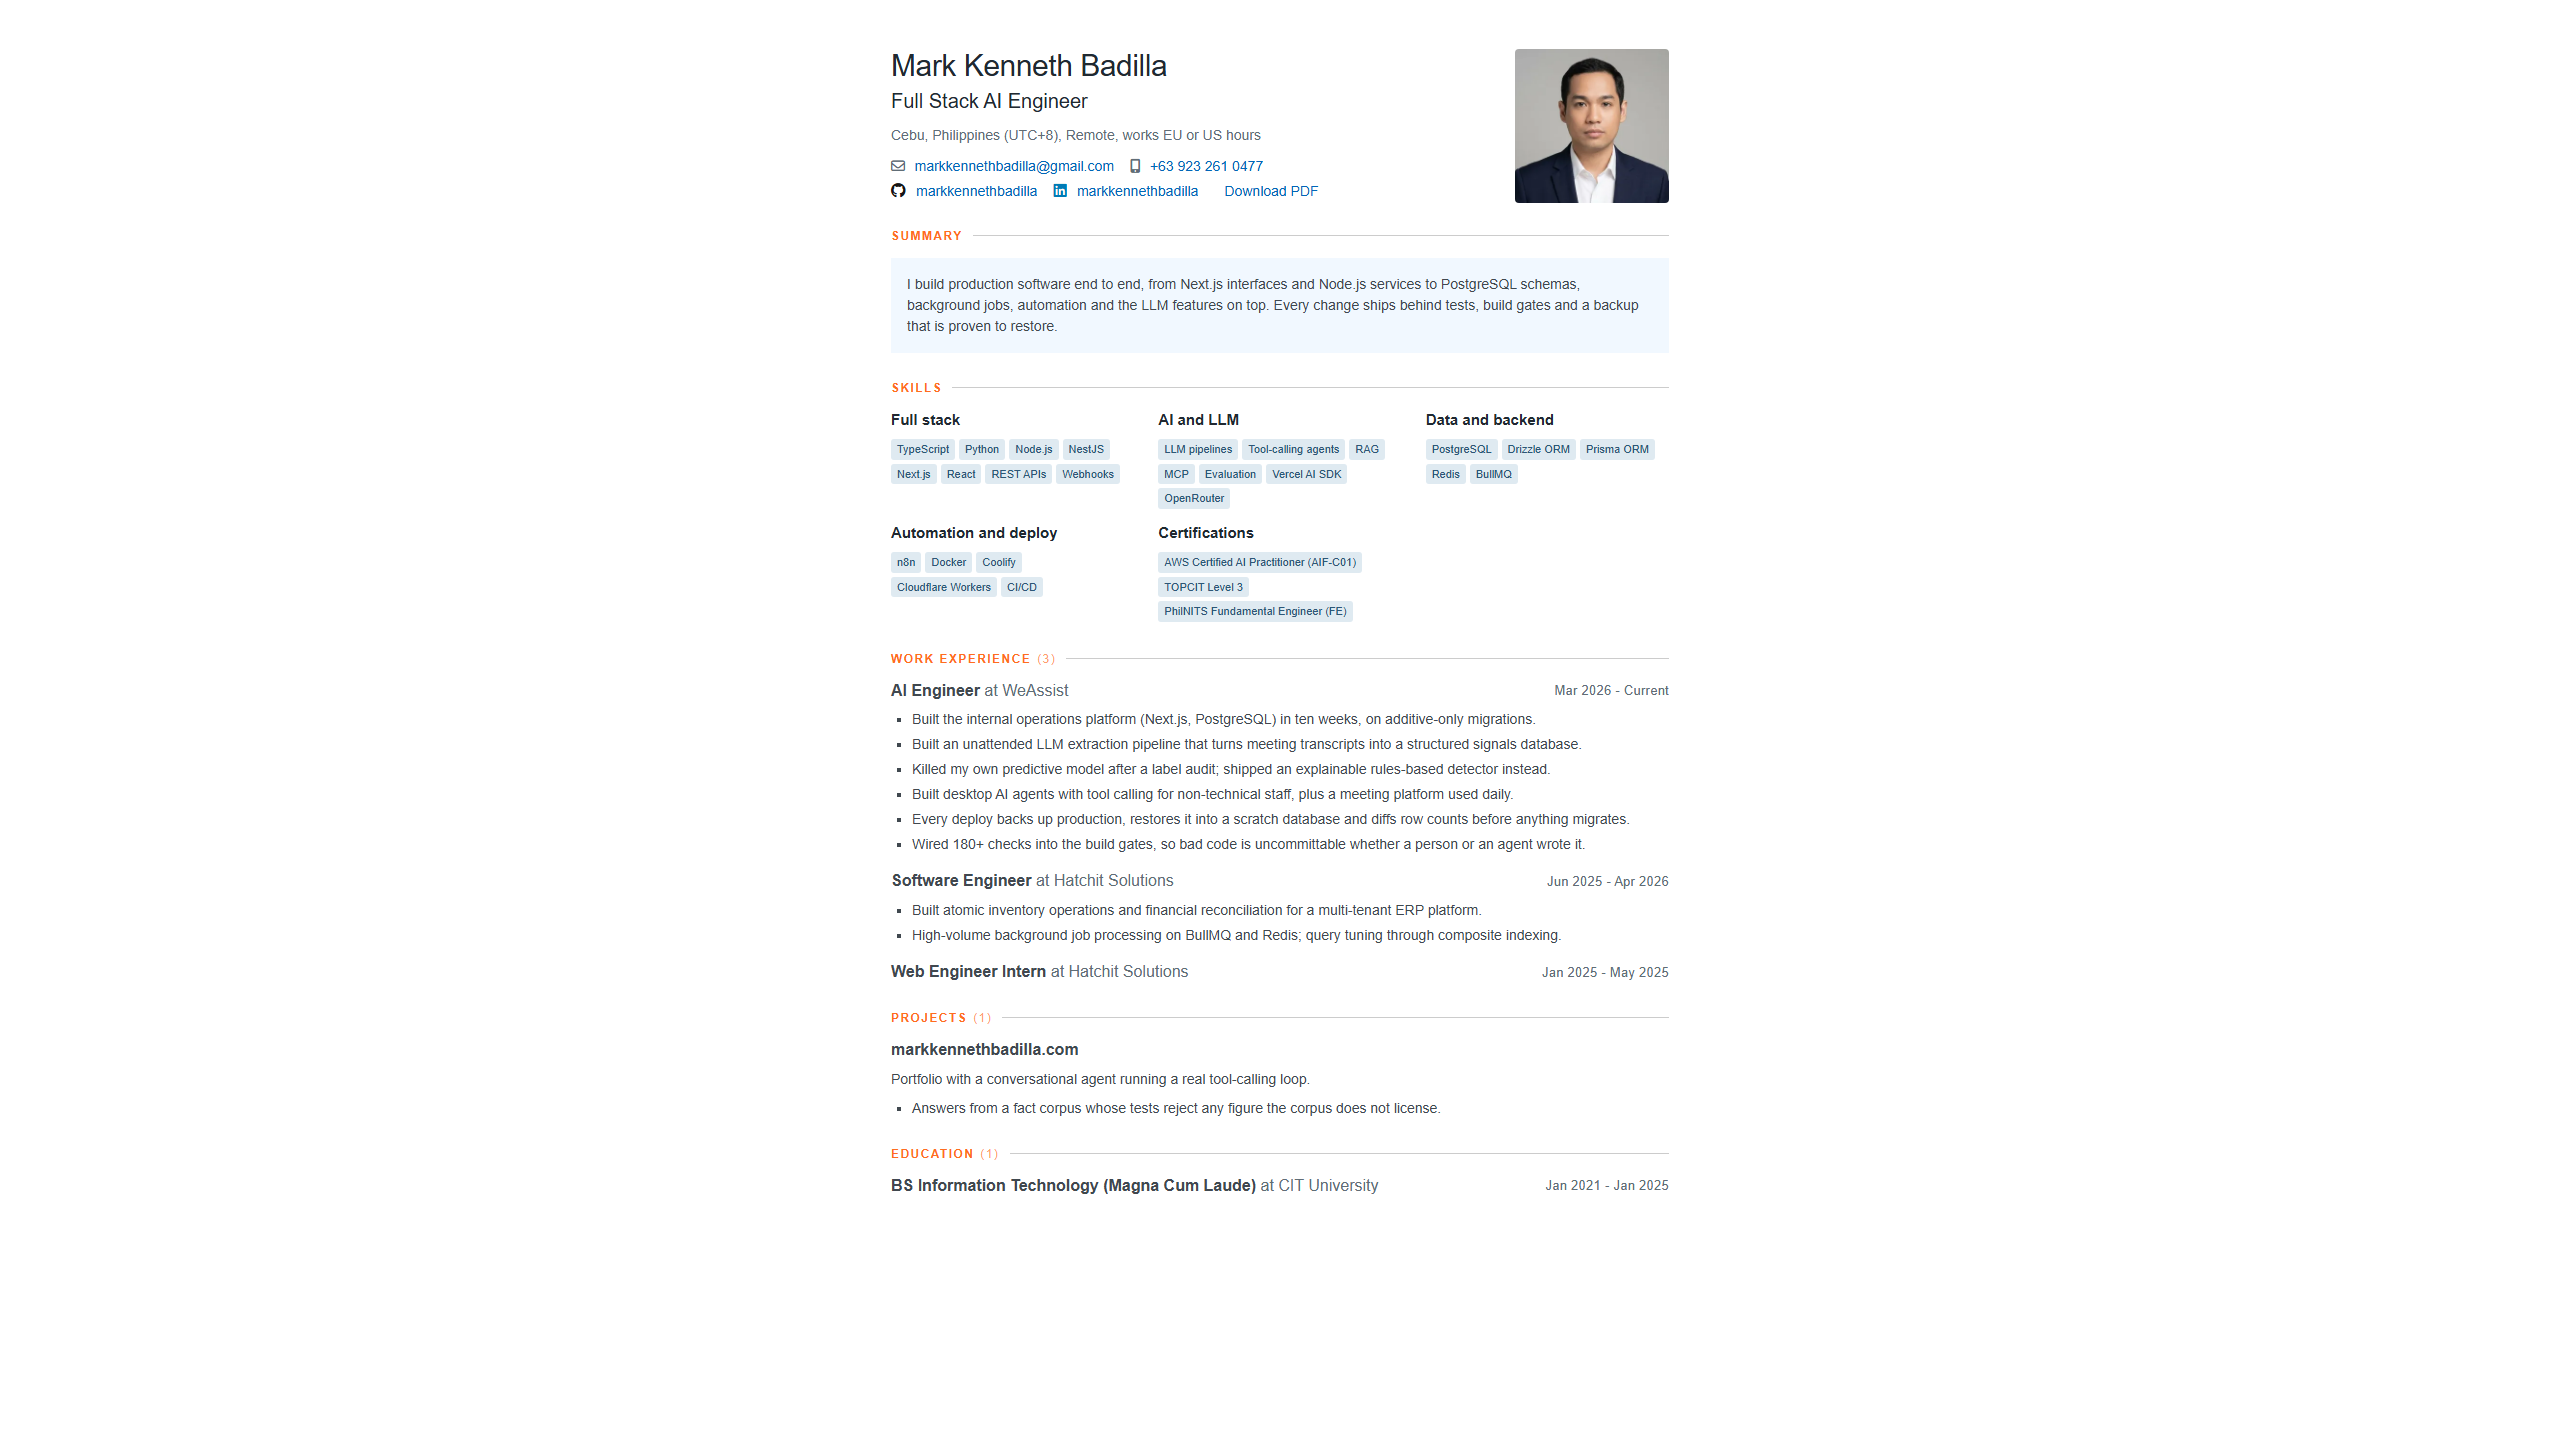 Mark Kenneth Badilla
Full Stack AI Engineer
Cebu, Philippines (UTC+8), Remote, works EU or US hours
markkennethbadilla@gmail.com +63 923 261 0477
markkennethbadilla markkennethbadilla Download PDF
SUMMARY
I build production software end to end, from Next.js interfaces and Node.js services to PostgreSQL schemas,
background jobs, automation and the LLM features on top. Every change ships behind tests, build gates and a backup
that is proven to restore.
SKILLS
Full stack
TypeScript Python Node.js NestJS
Next.js React REST APIs Webhooks
AI and LLM
LLM pipelines Tool-calling agents RAG
MCP Evaluation Vercel AI SDK
OpenRouter
Data and backend
PostgreSQL Drizzle ORM Prisma ORM
Redis BullMQ
Automation and deploy
n8n Docker Coolify
Cloudflare Workers CI/CD
Certifications
AWS Certified AI Practitioner (AIF-C01)
TOPCIT Level 3
PhilNITS Fundamental Engineer (FE)
WORK EXPERIENCE (3)
AI Engineer at WeAssist Mar 2026 - Current
Built the internal operations platform (Next.js, PostgreSQL) in ten weeks, on additive-only migrations.
Built an unattended LLM extraction pipeline that turns meeting transcripts into a structured signals database.
Killed my own predictive model after a label audit; shipped an explainable rules-based detector instead.
Built desktop AI agents with tool calling for non-technical staff, plus a meeting platform used daily.
Every deploy backs up production, restores it into a scratch database and diffs row counts before anything migrates.
Wired 180+ checks into the build gates, so bad code is uncommittable whether a person or an agent wrote it.
Software Engineer at Hatchit Solutions Jun 2025 - Apr 2026
Built atomic inventory operations and financial reconciliation for a multi-tenant ERP platform.
High-volume background job processing on BullMQ and Redis; query tuning through composite indexing.
Web Engineer Intern at Hatchit Solutions Jan 2025 - May 2025
PROJECTS (1)
markkennethbadilla.com
Portfolio with a conversational agent running a real tool-calling loop.
Answers from a fact corpus whose tests reject any figure the corpus does not license.
EDUCATION (1)
BS Information Technology (Magna Cum Laude) at CIT University Jan 2021 - Jan 2025